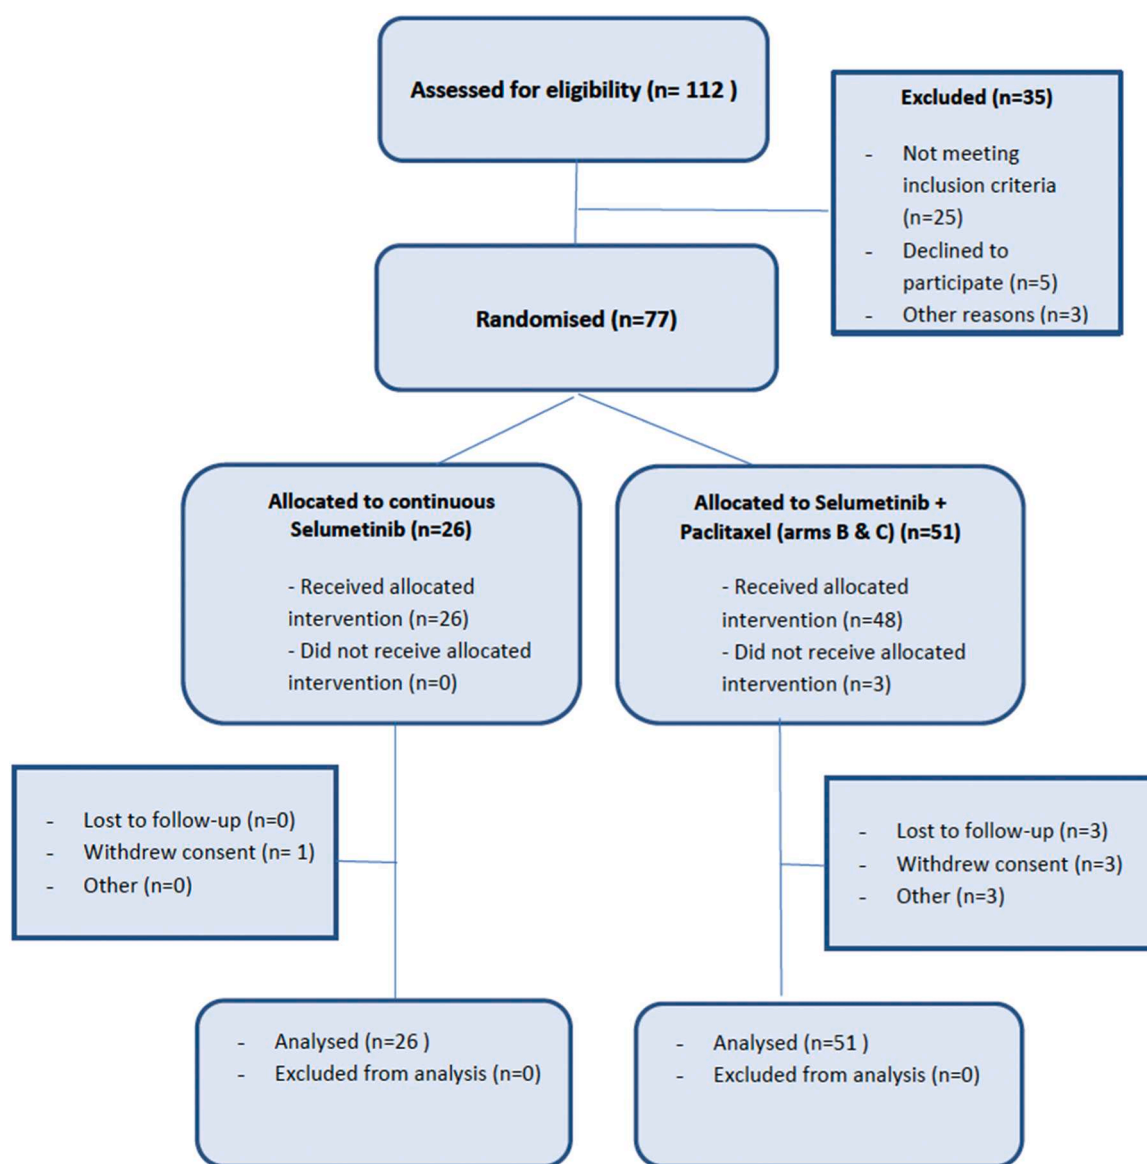 Assessed for eligibility (n= 112 )
Excluded (n=35)
- Not meeting
inclusion criteria
(n=25)
- Declined to
participate (n=5)
- Other reasons (n=3)
Randomised (n=77)
Allocated to continuous
Selumetinib (n=26)
- Received allocated
intervention (n=26)
- Did not receive allocated
intervention (n=0)
Allocated to Selumetinib +
Paclitaxel (arms B & C) (n=51)
- Received allocated
intervention (n=48)
- Did not receive allocated
intervention (n=3)
- Lost to follow-up (n=0)
- Withdrew consent (n= 1)
- Other (n=0)
- Lost to follow-up (n=3)
- Withdrew consent (n=3)
- Other (n=3)
- Analysed (n=26 )
- Excluded from analysis (n=0)
- Analysed (n=51 )
- Excluded from analysis (n=0)